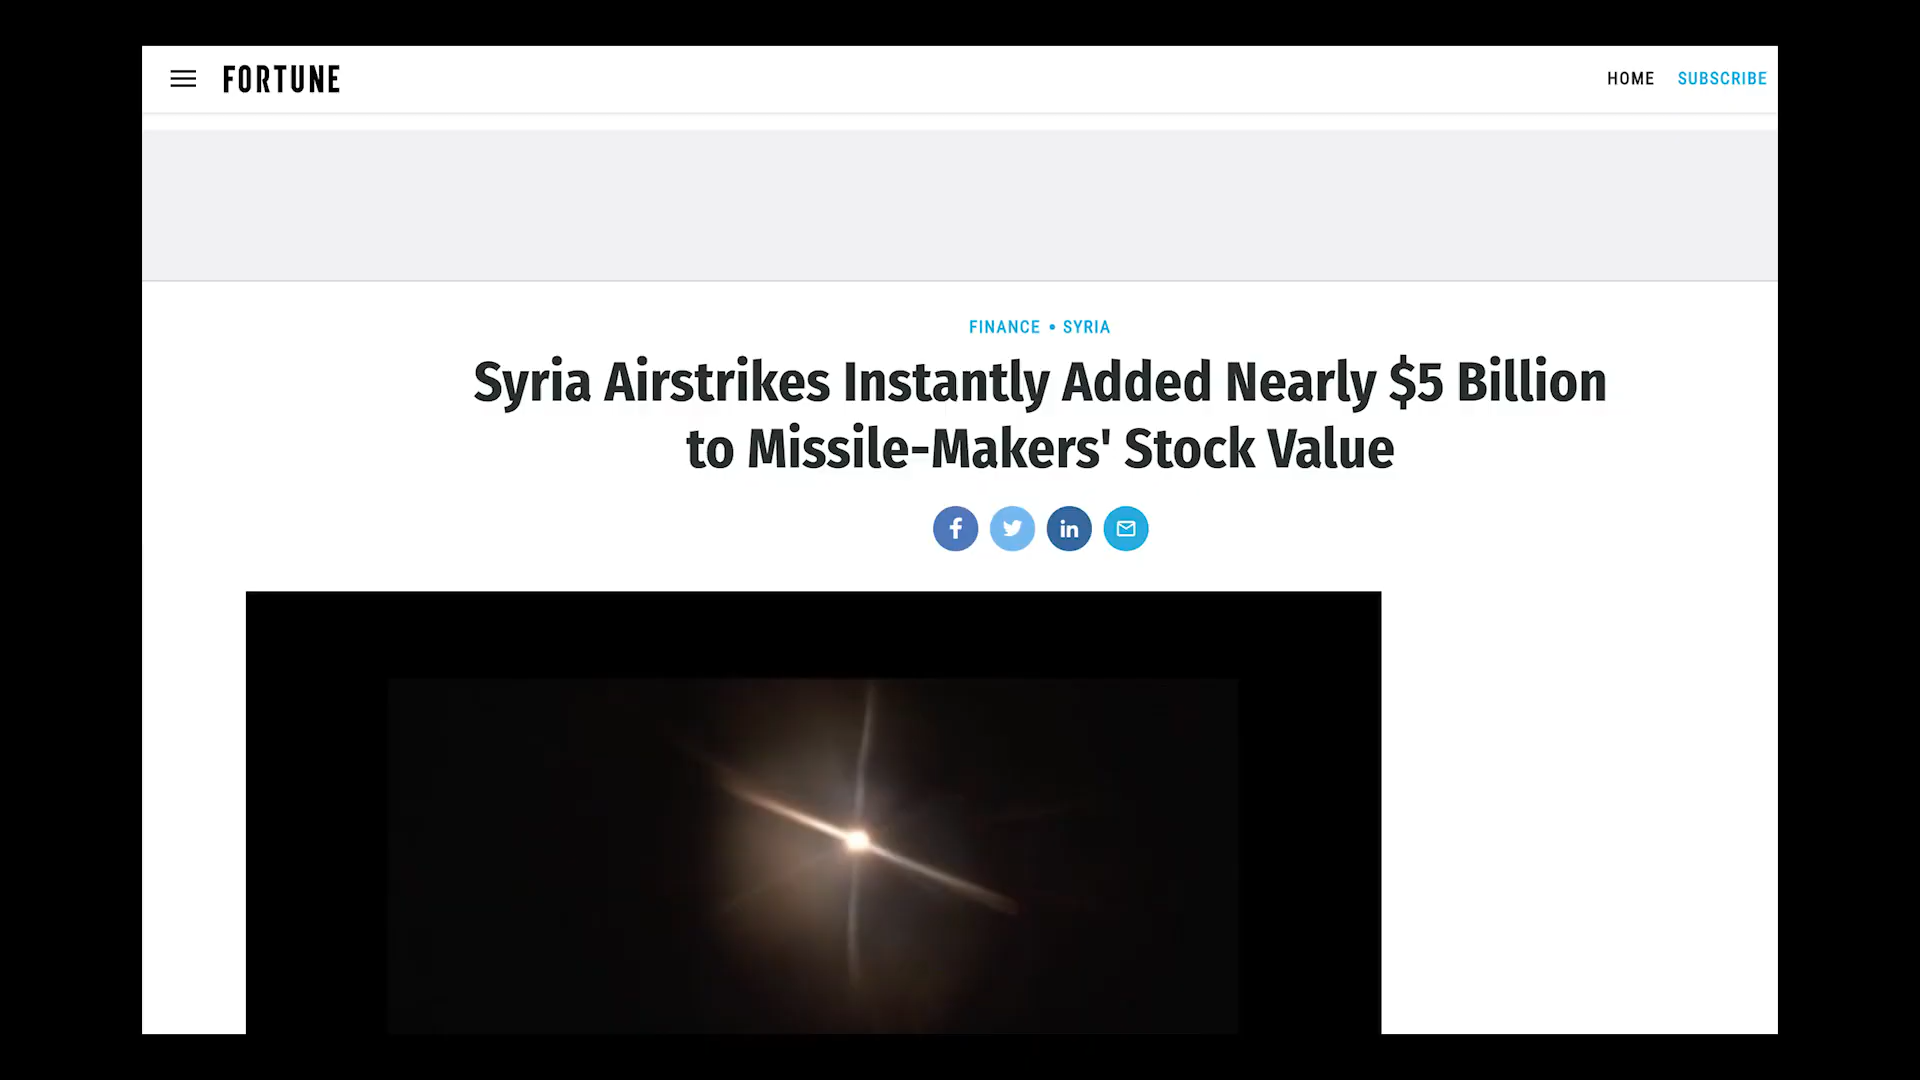 FORTUNE
HOME
SUBSCRIBE
FINANCE • SYRIA
Syria Airstrikes Instantly Added Nearly $5 Billion
to Missile-Makers' Stock Value